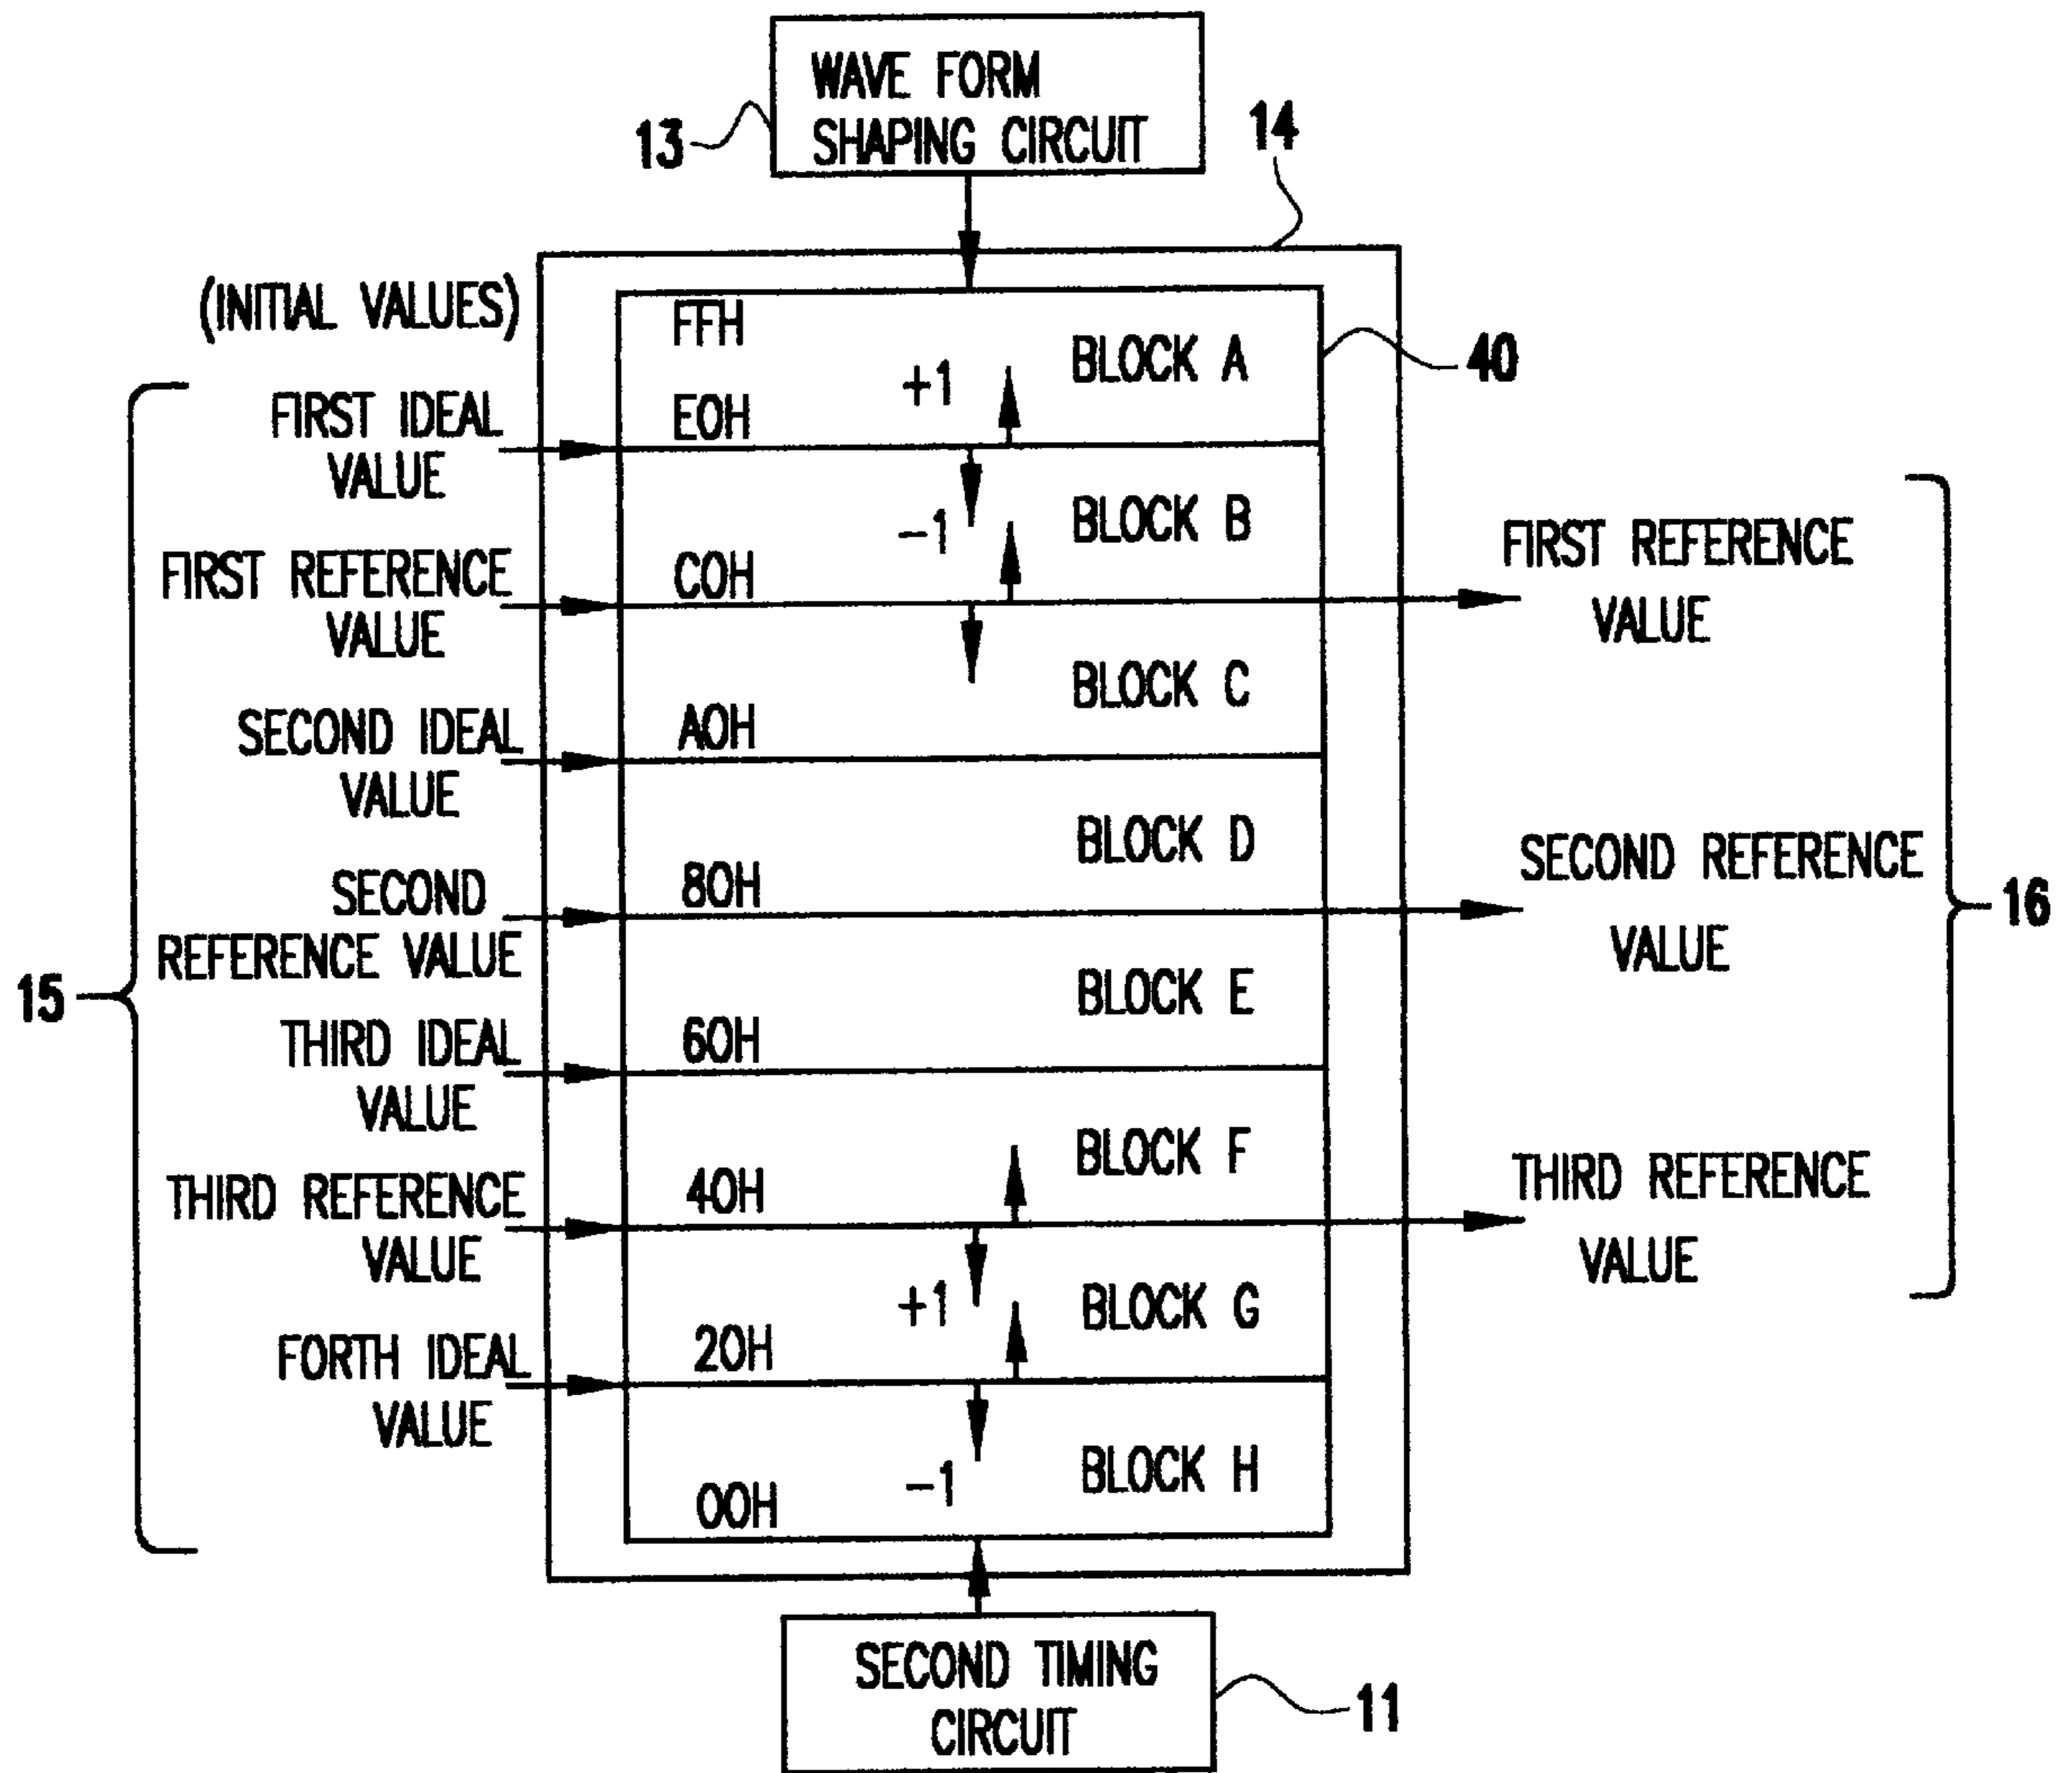 WAVE FORM
SHAPING CIRCUIT
13
14
(INITIAL VALUES)
FFH
BLOCK A
40
+1
FIRST IDEAL
VALUE
E0H
-1
BLOCK B
FIRST REFERENCE
VALUE
C0H
FIRST REFERENCE
VALUE
BLOCK C
SECOND IDEAL
VALUE
A0H
BLOCK D
SECOND
REFERENCE VALUE
80H
SECOND REFERENCE
VALUE
16
15
BLOCK E
THIRD IDEAL
VALUE
60H
BLOCK F
THIRD REFERENCE
VALUE
40H
THIRD REFERENCE
VALUE
+1
BLOCK G
FORTH IDEAL
VALUE
20H
-1
BLOCK H
00H
SECOND TIMING
CIRCUIT
11